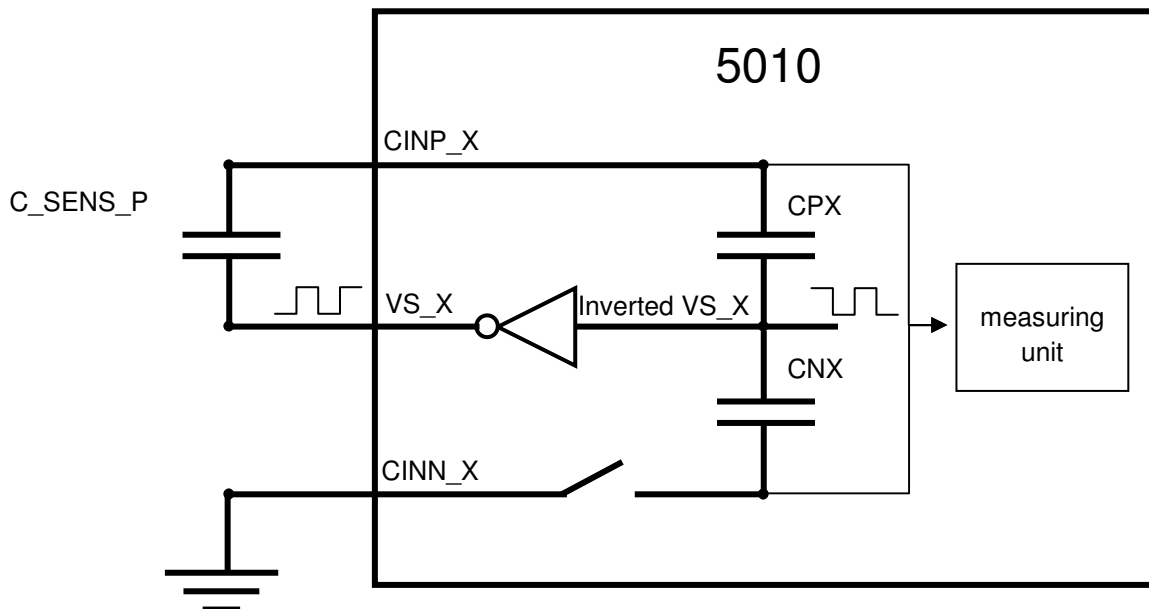 5010
CINP_X
C_SENS_P
CPX
VS_X
Inverted VS_X
measuring
unit
CNX
CINN_X